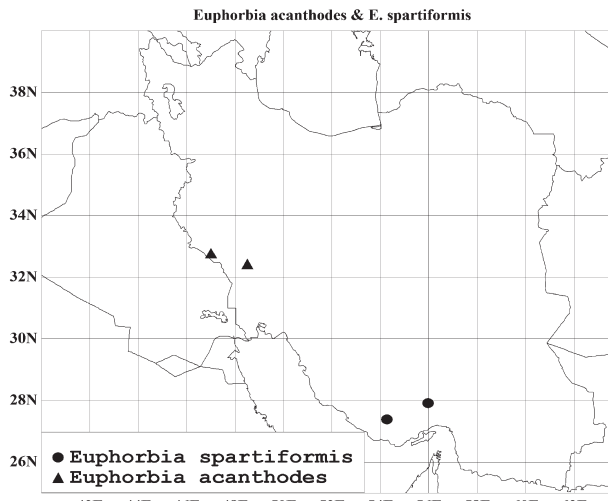 Euphorbia acanthodes & E. spartiformis
38N
36N
34N
32N
30N
28N
26N
Euphorbia spartiformis
Euphorbia acanthodes